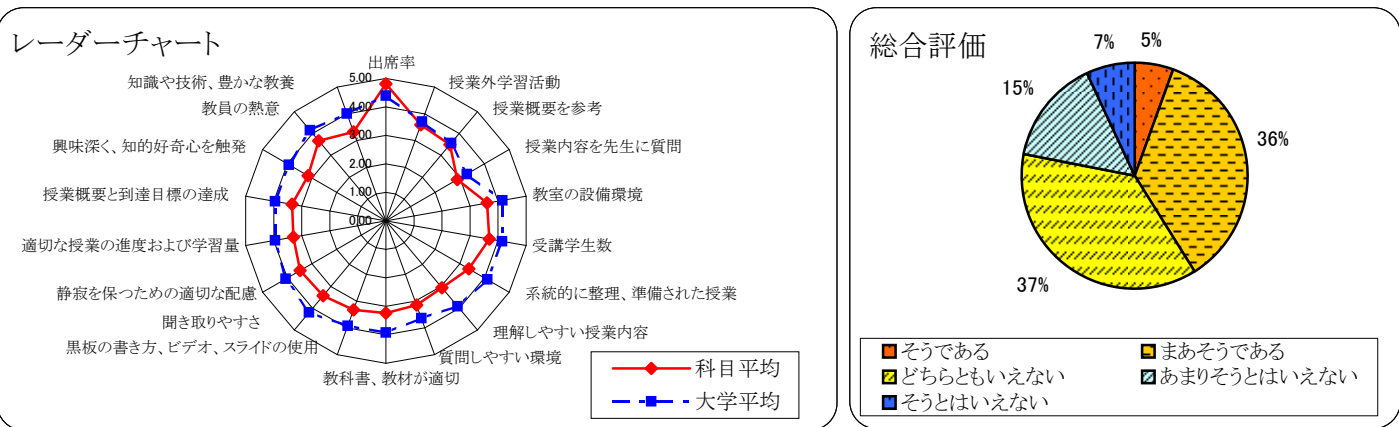 レーダーチャート
出席率
授業外学習活動
授業概要を参考
授業内容を先生に質問
教室の設備環境
受講学生数
系統的に整理、準備された授業
理解しやすい授業内容
質問しやすい環境
教科書、教材が適切
黒板の書き方、ビデオ、スライドの使用
聞き取りやすさ
静寂を保つための適切な配慮
適切な授業の進度および学習量
授業概要と到達目標の達成
興味深く、知的好奇心を触発
教員の熱意
知識や技術、豊かな教養
5.00
4.00
3.00
2.00
1.00
0.00
科目平均
大学平均
総合評価
5%
36%
37%
15%
7%
そうである
まあそうである
どちらともいえない
あまりそうとはいえない
そうとはいえない